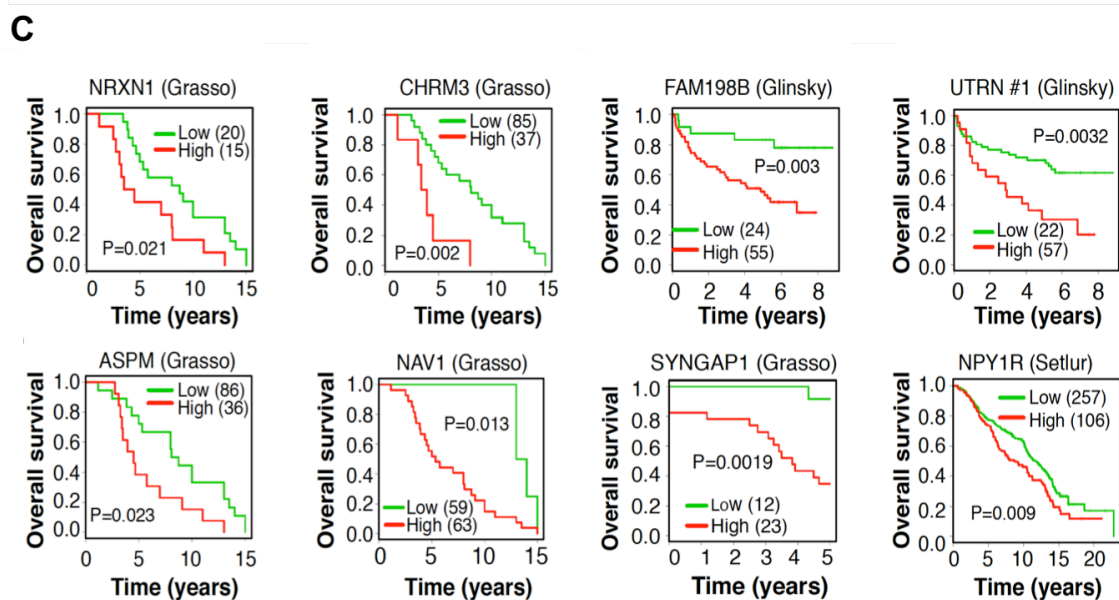 C
NRXN1 (Grasso)
Overall survival
1.0
0.8
0.6
0.4
0.2
0.0
Low (20)
High (15)
P=0.021
0 5 10 15
Time (years)
CHRM3 (Grasso)
Overall survival
1.0
0.8
0.6
0.4
0.2
0.0
Low (85)
High (37)
P=0.002
0 5 10 15
Time (years)
FAM198B (Glinsky)
Overall survival
1.0
0.8
0.6
0.4
0.2
0.0
P=0.003
Low (24)
High (55)
0 2 4 6 8
Time (years)
UTRN #1 (Glinsky)
Overall survival
1.0
0.8
0.6
0.4
0.2
0.0
P=0.0032
Low (22)
High (57)
0 2 4 6 8
Time (years)
ASPM (Grasso)
Overall survival
1.0
0.8
0.6
0.4
0.2
0.0
Low (86)
High (36)
P=0.023
0 5 10 15
Time (years)
NAV1 (Grasso)
Overall survival
1.0
0.8
0.6
0.4
0.2
0.0
P=0.013
Low (59)
High (63)
0 5 10 15
Time (years)
SYNGAP1 (Grasso)
Overall survival
1.0
0.8
0.6
0.4
0.2
0.0
P=0.0019
Low (12)
High (23)
0 1 2 3 4 5
Time (years)
NPY1R (Setlur)
Overall survival
1.0
0.8
0.6
0.4
0.2
0.0
Low (257)
High (106)
P=0.009
0 5 10 15 20
Time (years)